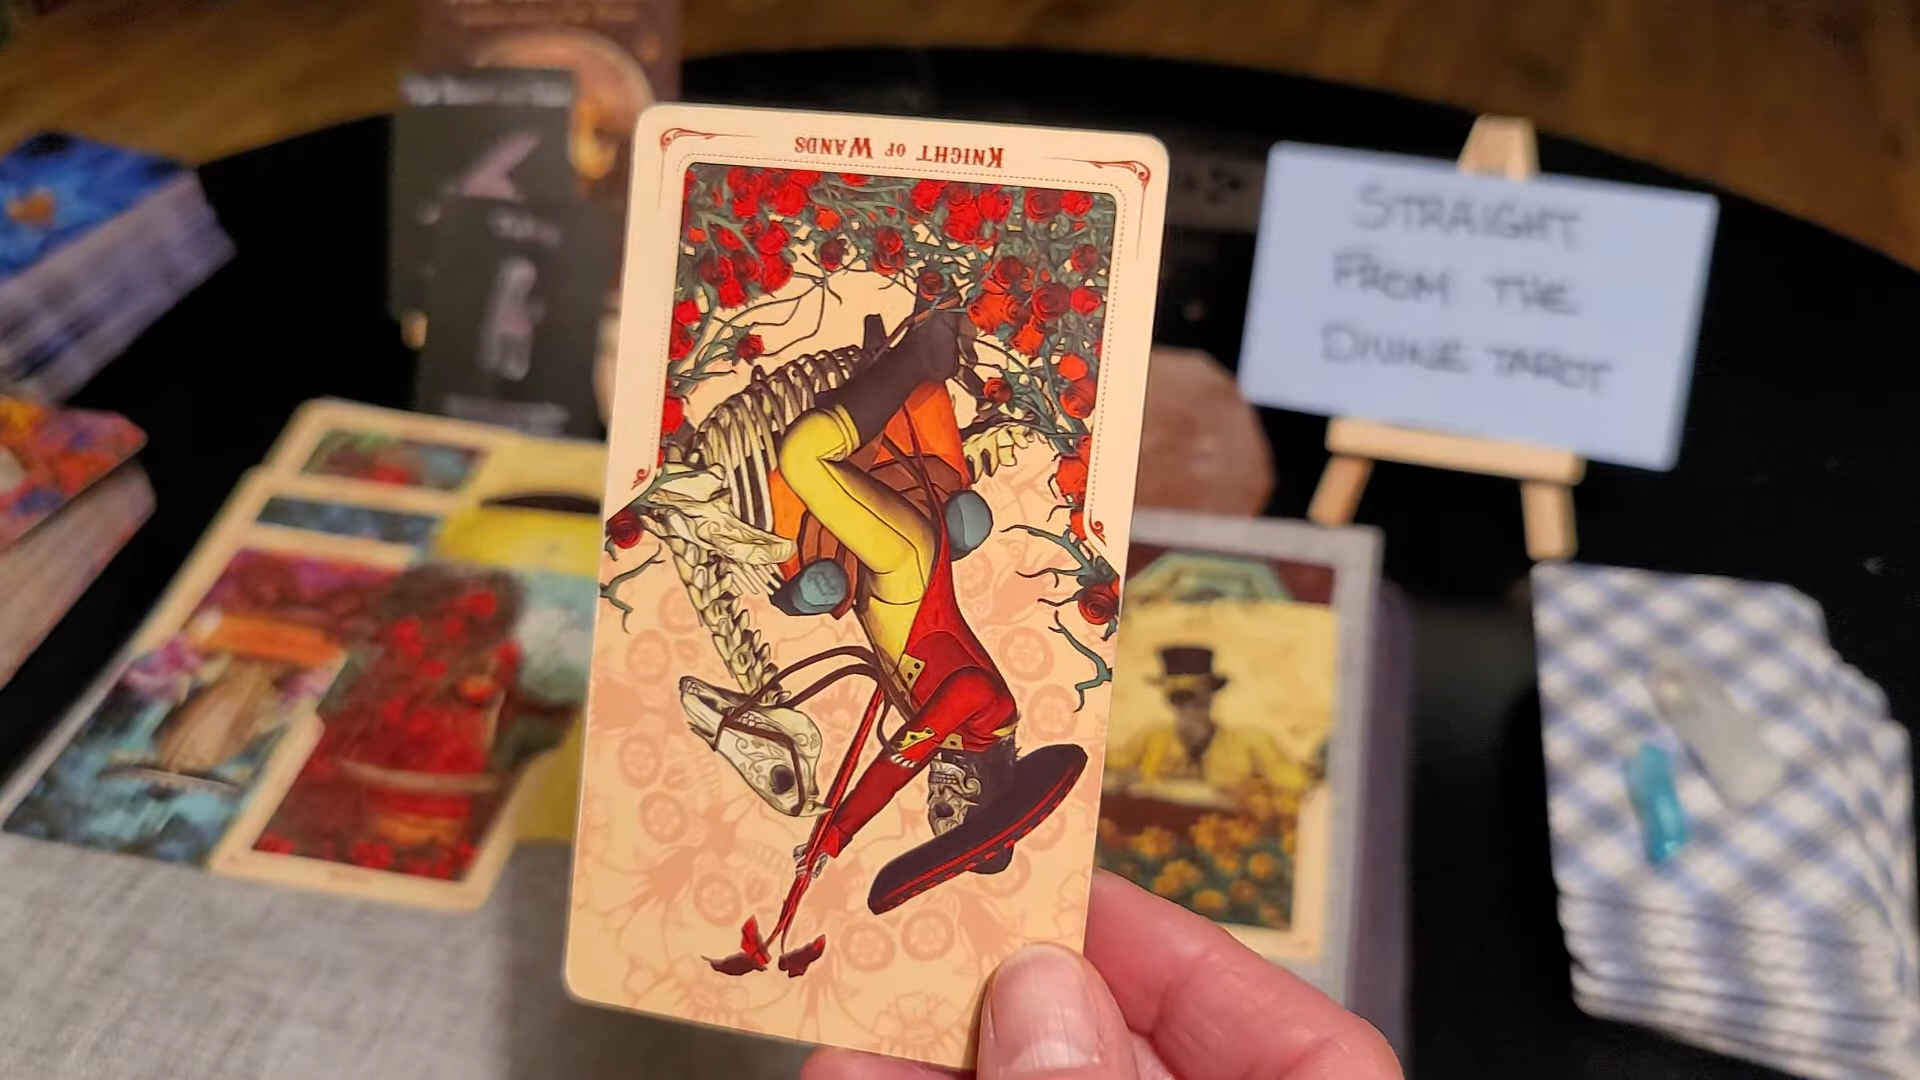 KNIGHT OF WANDS
STRAIGHT
FROM THE
DIVINE TAROT